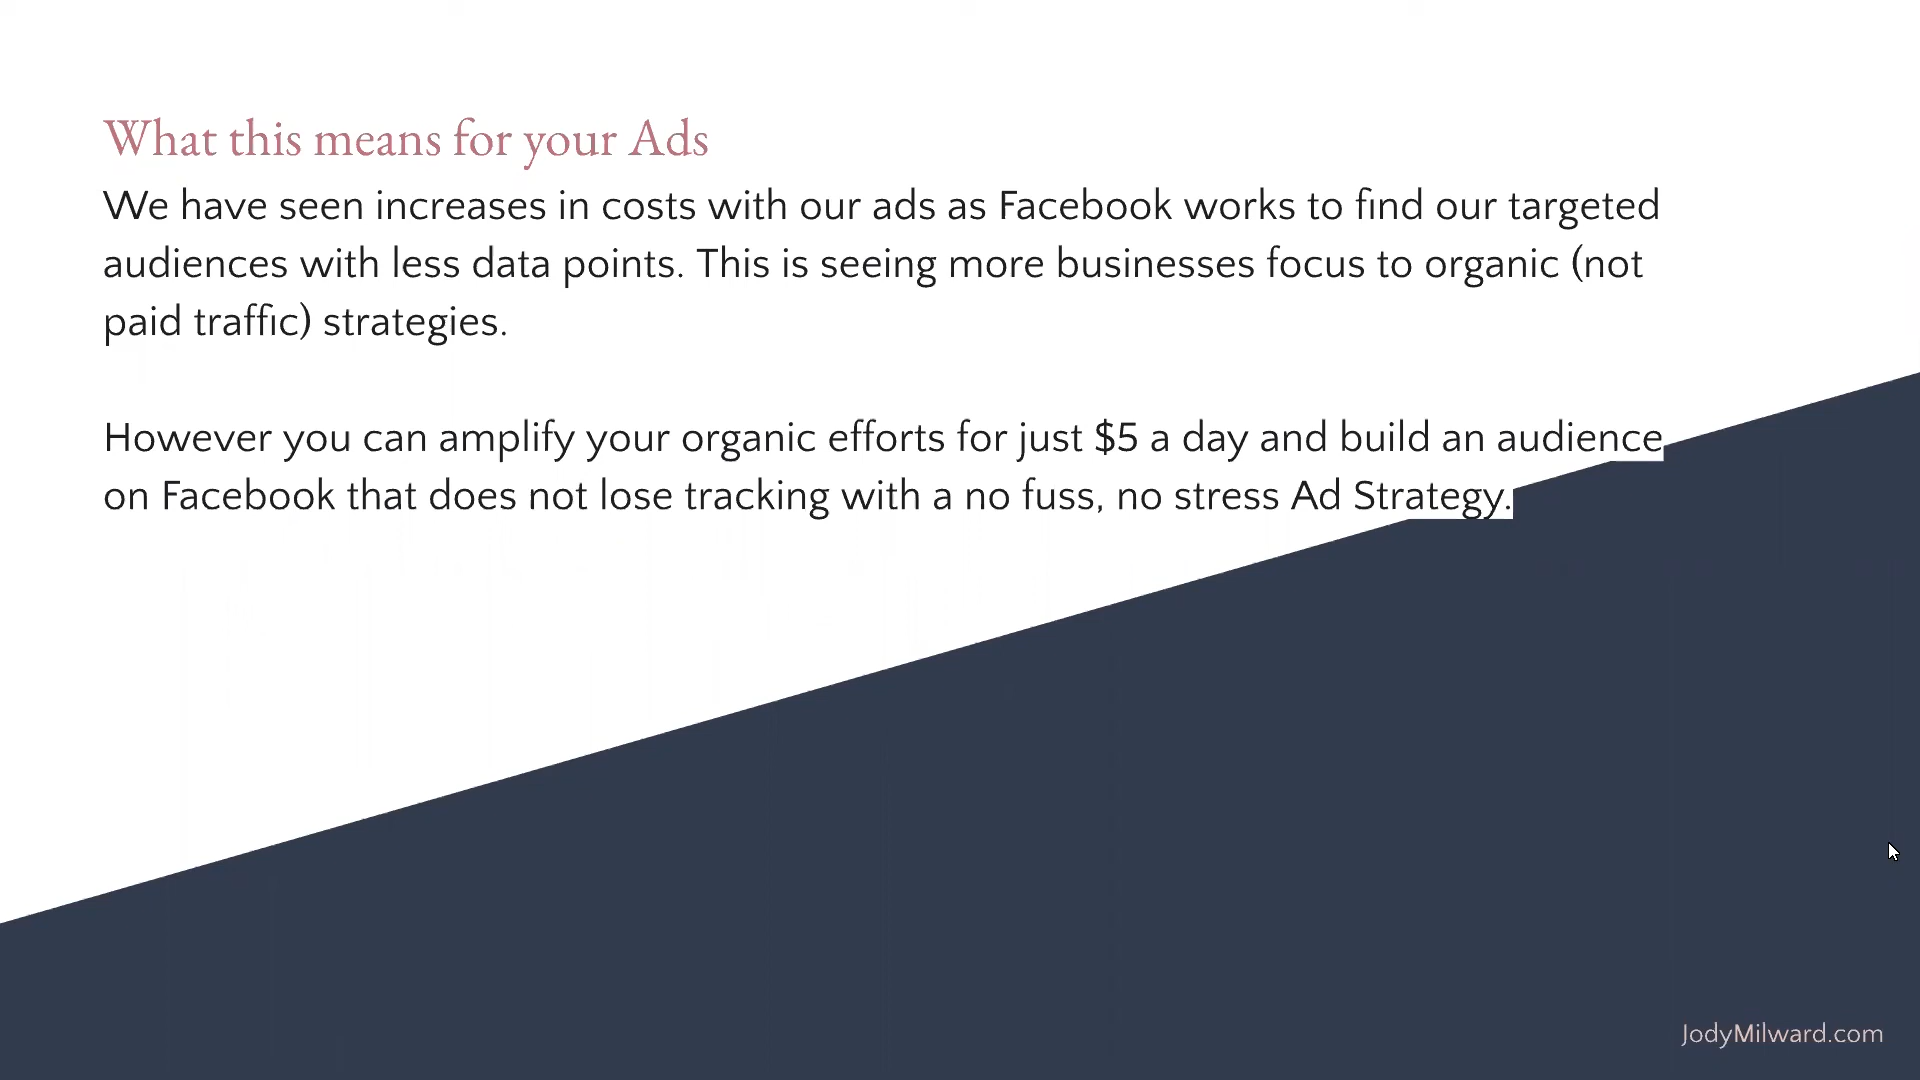 What this means for your Ads
We have seen increases in costs with our ads as Facebook works to find our targeted
audiences with less data points. This is seeing more businesses focus to organic (not
paid traffic) strategies.
However you can amplify your organic efforts for just $5 a day and build an audience
on Facebook that does not lose tracking with a no fuss, no stress Ad Strategy.
JodyMilward.com